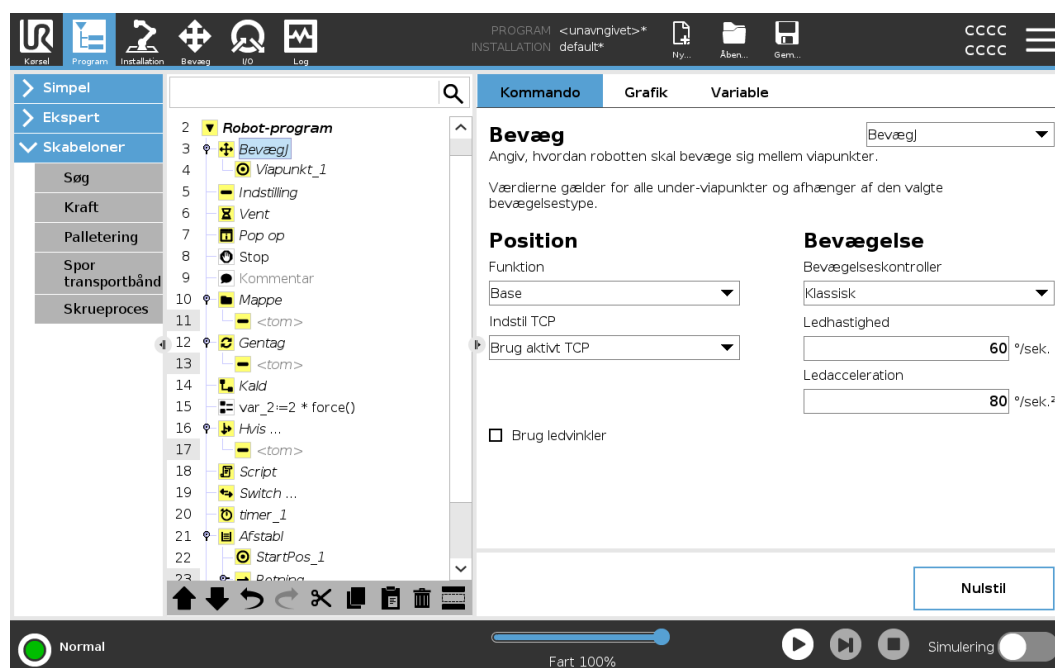 PROGRAM <unavngivet>*
INSTALLATION default*
Kørsel
Program
Installation
Bevæg
I/O
Log
Ny...
Åben...
Gem...
CCCC
CCCC
Simpel
Ekspert
Skabeloner
Søg
Kraft
Palletering
Spor
transportbånd
Skrueproces
2 Robot-program
3 BevægJ
4 Viapunkt_1
5 Indstilling
6 Vent
7 Pop op
8 Stop
9 Kommentar
10 Mappe
11 <tom>
12 Gentag
13 <tom>
14 Kald
15 var_2:=2 * force()
16 Hvis ...
17 <tom>
18 Script
19 Switch ...
20 timer_1
21 Afstabl
22 StartPos_1
23 Retning
Kommando
Grafik
Variable
Bevæg
BevægJ
Angiv, hvordan robotten skal bevæge sig mellem viapunkter.
Værdierne gælder for alle under-viapunkter og afhænger af den valgte
bevægelsestype.
Position
Funktion
Base
Indstil TCP
Brug aktivt TCP
Brug ledvinkler
Bevægelse
Bevægelseskontroller
Klassisk
Ledhastighed
60 °/sek.
Ledacceleration
80 °/sek.²
Nulstil
Normal
Fart 100%
Simulering